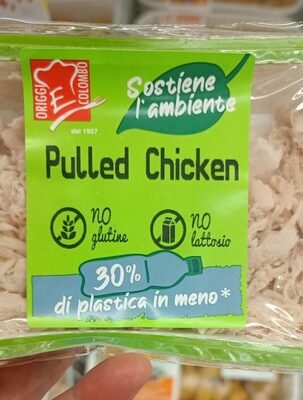 ORIGGI
E
COLOMBO
dal 1957
Sostiene
l'ambiente
Pulled Chicken
NO
glutine
NO
lattosio
30%
di plastica in meno*